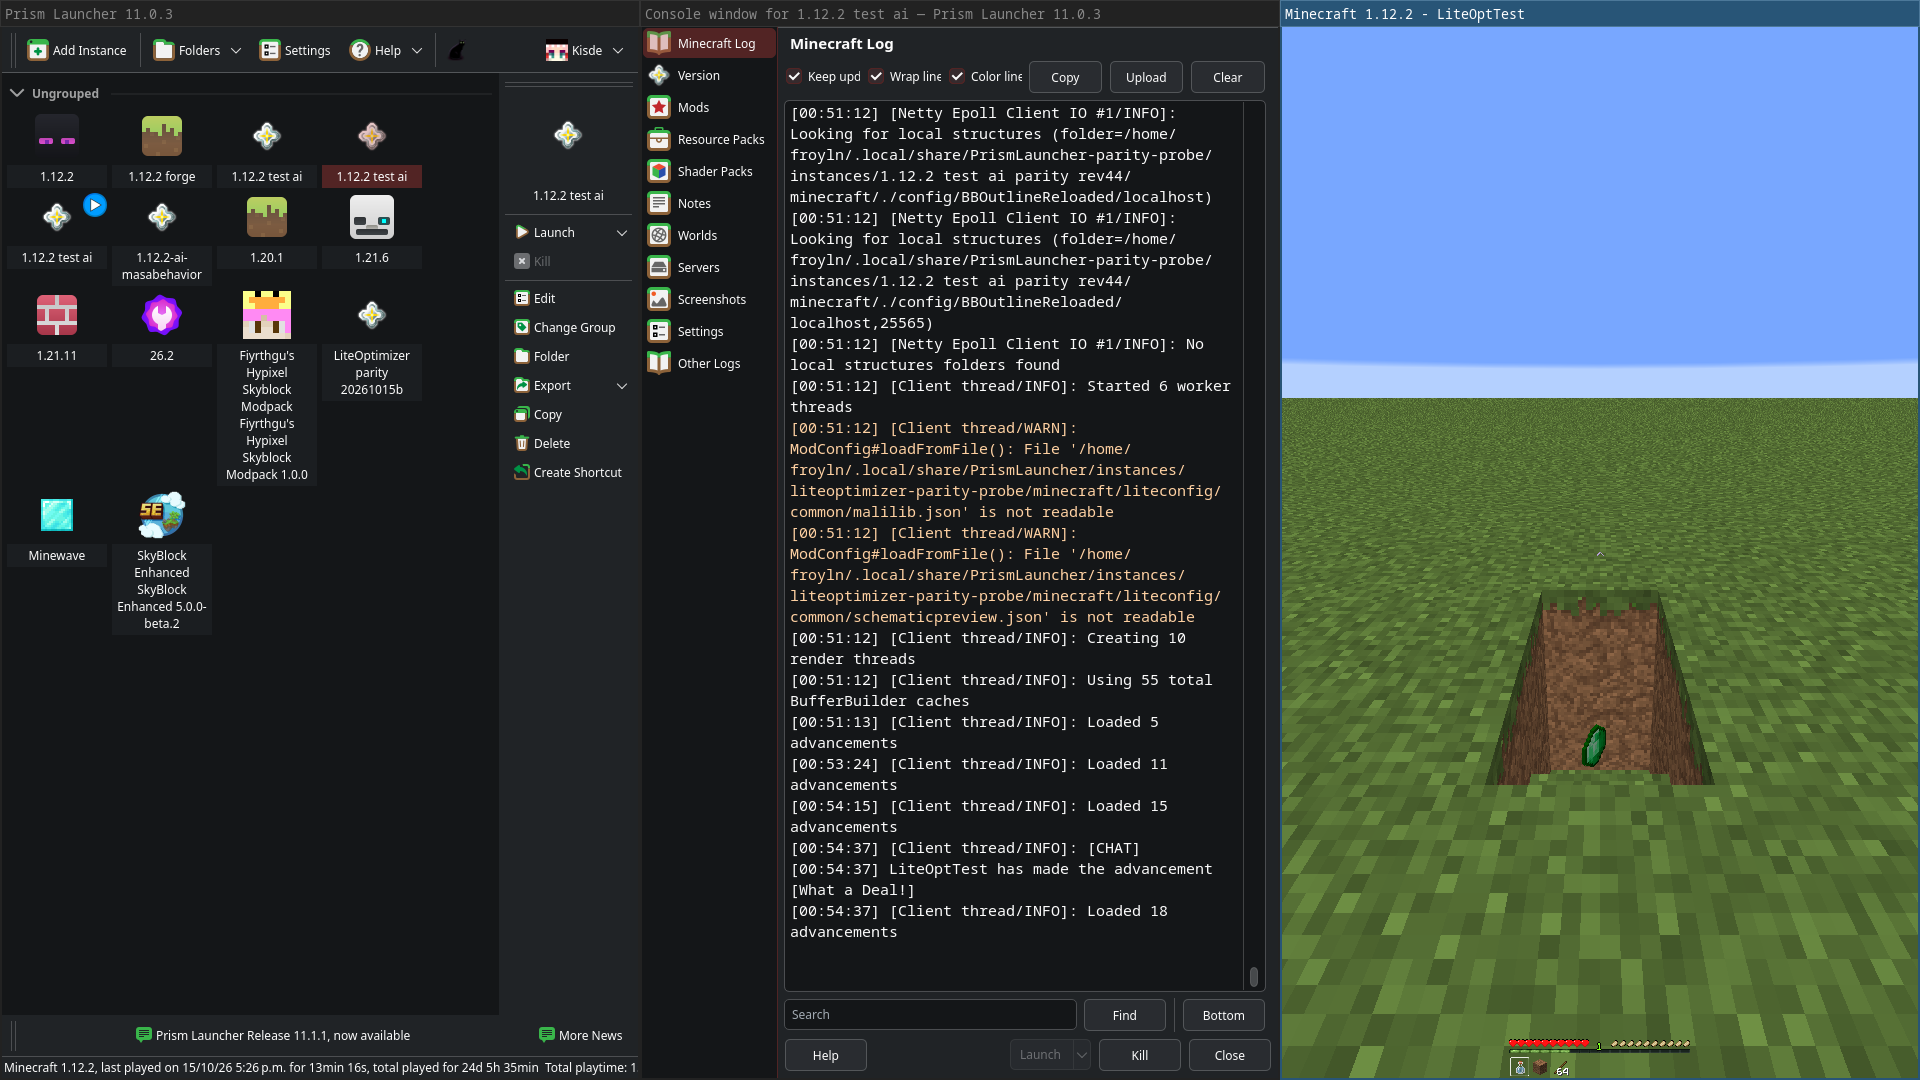 Prism Launcher 11.0.3
Add Instance
Folders
Settings
Help
Kisde
Ungrouped
1.12.2
1.12.2 forge
1.12.2 test ai
1.12.2 test ai
1.12.2 test ai
1.12.2-ai-
masabehavior
1.20.1
1.21.6
1.21.11
26.2
Fiyrthgu's
Hypixel
Skyblock
Modpack
Fiyrthgu's
Hypixel
Skyblock
Modpack 1.0.0
LiteOptimizer
parity
20261015b
Minewave
SE
SkyBlock
Enhanced
SkyBlock
Enhanced 5.0.0-
beta.2
1.12.2 test ai
Launch
Kill
Edit
Change Group
Folder
Export
Copy
Delete
Create Shortcut
Prism Launcher Release 11.1.1, now available
More News
Minecraft 1.12.2, last played on 15/10/26 5:26 p.m. for 13min 16s, total played for 24d 5h 35min Total playtime: 1
Console window for 1.12.2 test ai — Prism Launcher 11.0.3
Minecraft Log
Version
Mods
Resource Packs
Shader Packs
Notes
Worlds
Servers
Screenshots
Settings
Other Logs
Minecraft Log
Keep upd
Wrap line
Color line
Copy
Upload
Clear
[00:51:12] [Netty Epoll Client IO #1/INFO]:
Looking for local structures (folder=/home/
froyln/.local/share/PrismLauncher-parity-probe/
instances/1.12.2 test ai parity rev44/
minecraft/./config/BBOutlineReloaded/localhost)
[00:51:12] [Netty Epoll Client IO #1/INFO]:
Looking for local structures (folder=/home/
froyln/.local/share/PrismLauncher-parity-probe/
instances/1.12.2 test ai parity rev44/
minecraft/./config/BBOutlineReloaded/
localhost,25565)
[00:51:12] [Netty Epoll Client IO #1/INFO]: No
local structures folders found
[00:51:12] [Client thread/INFO]: Started 6 worker
threads
[00:51:12] [Client thread/WARN]:
ModConfig#loadFromFile(): File '/home/
froyln/.local/share/PrismLauncher/instances/
liteoptimizer-parity-probe/minecraft/liteconfig/
common/malilib.json' is not readable
[00:51:12] [Client thread/WARN]:
ModConfig#loadFromFile(): File '/home/
froyln/.local/share/PrismLauncher/instances/
liteoptimizer-parity-probe/minecraft/liteconfig/
common/schematicpreview.json' is not readable
[00:51:12] [Client thread/INFO]: Creating 10
render threads
[00:51:12] [Client thread/INFO]: Using 55 total
BufferBuilder caches
[00:51:13] [Client thread/INFO]: Loaded 5
advancements
[00:53:24] [Client thread/INFO]: Loaded 11
advancements
[00:54:15] [Client thread/INFO]: Loaded 15
advancements
[00:54:37] [Client thread/INFO]: [CHAT]
[00:54:37] LiteOptTest has made the advancement
[What a Deal!]
[00:54:37] [Client thread/INFO]: Loaded 18
advancements
Search
Find
Bottom
Help
Launch
Kill
Close
Minecraft 1.12.2 - LiteOptTest
1
64